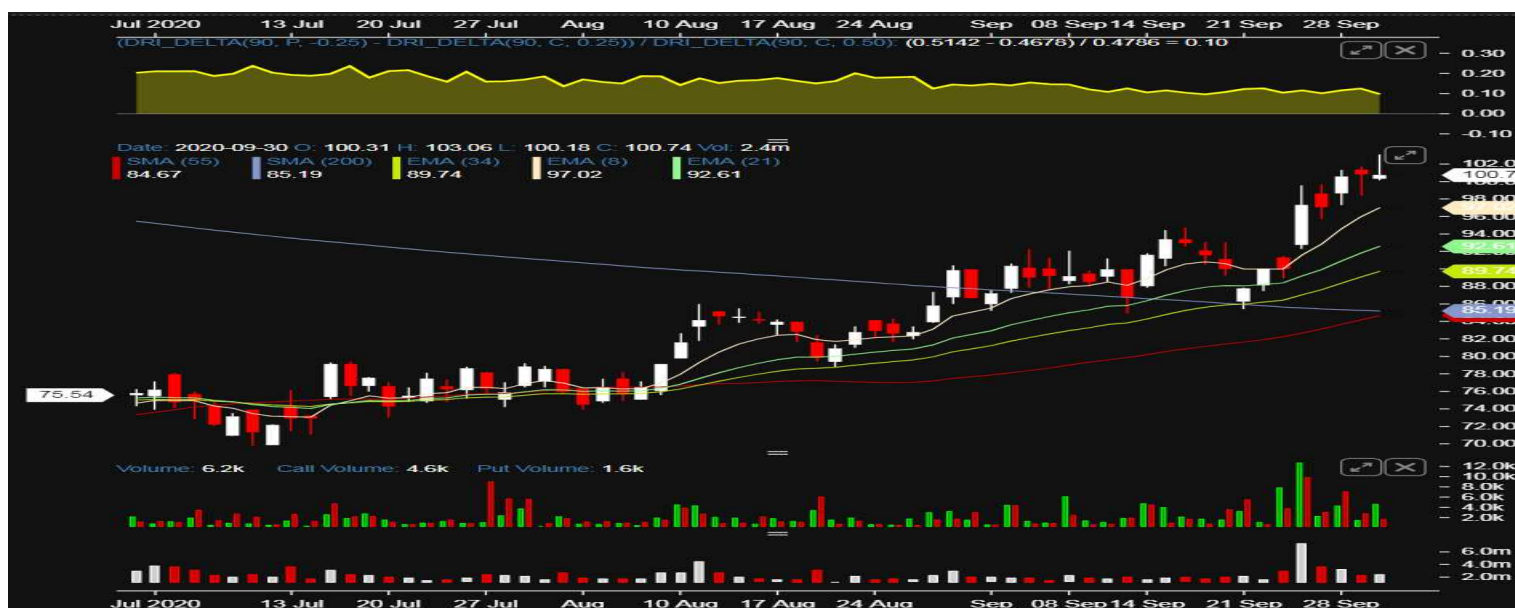 Jul 2020 13 Jul 20 Jul 27 Jul Aug 10 Aug 17 Aug 24 Aug Sep 08 Sep 14 Sep 21 Sep 28 Sep
(DRI_DELTA(90, P, -0.25) - DRI_DELTA(90, C, 0.25)) / DRI_DELTA(90, C, 0.50): (0.5142 - 0.4678) / 0.4786 = 0.10
0.30
0.20
0.10
0.00
-0.10
Date: 2020-09-30 O: 100.31 H: 103.06 L: 100.18 C: 100.74 Vol: 2.4m
SMA (55) SMA (200) EMA (34) EMA (8) EMA (21)
84.67 85.19 89.74 97.02 92.61
102.0
100.7
98.00
96.00
94.00
92.61
89.74
88.00
86.00
85.19
82.00
80.00
78.00
76.00
75.54
74.00
72.00
70.00
Volume: 6.2k Call Volume: 4.6k Put Volume: 1.6k
12.0k
10.0k
8.0k
6.0k
4.0k
2.0k
6.0m
4.0m
2.0m
Jul 2020 13 Jul 20 Jul 27 Jul Aug 10 Aug 17 Aug 24 Aug Sep 08 Sep 14 Sep 21 Sep 28 Sep